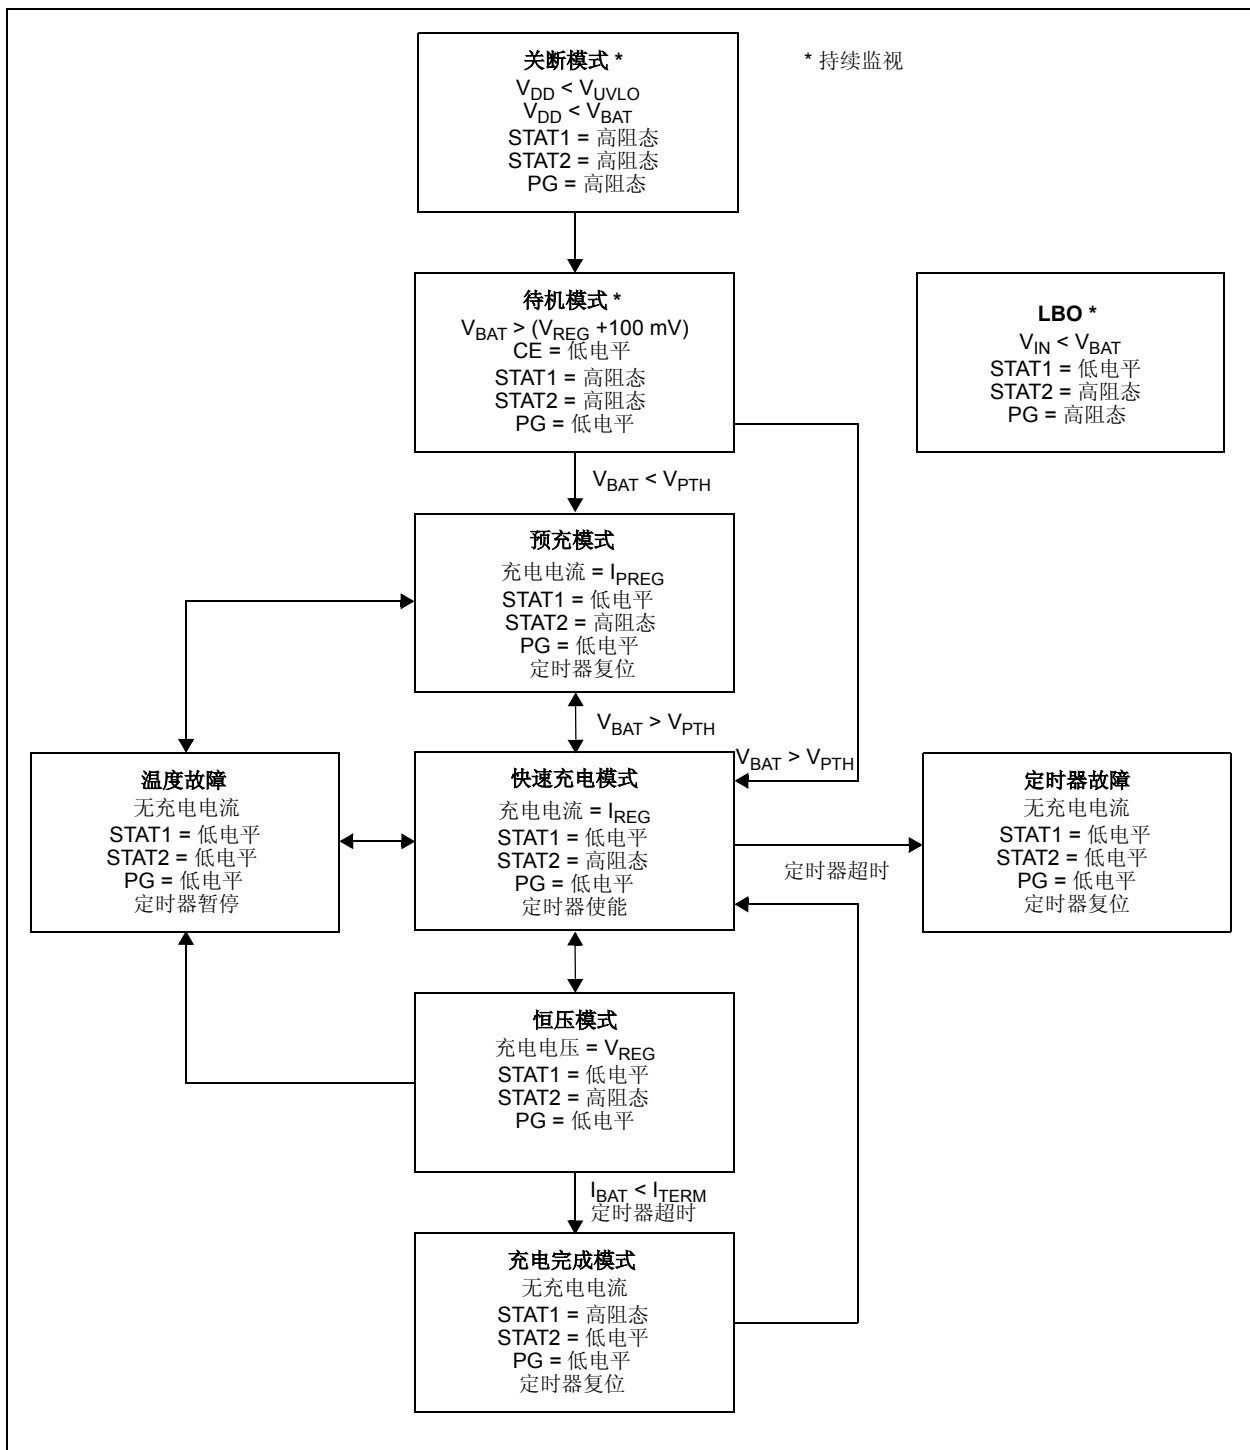 关断模式 *
V_DD < V_UVLO
V_DD < V_BAT
STAT1 = 高阻态
STAT2 = 高阻态
PG = 高阻态
* 持续监视
待机模式 *
V_BAT > (V_REG +100 mV)
CE = 低电平
STAT1 = 高阻态
STAT2 = 高阻态
PG = 低电平
LBO *
V_IN < V_BAT
STAT1 = 低电平
STAT2 = 高阻态
PG = 高阻态
V_BAT < V_PTH
预充模式
充电电流 = I_PREG
STAT1 = 低电平
STAT2 = 高阻态
PG = 低电平
定时器复位
V_BAT > V_PTH
V_BAT > V_PTH
温度故障
无充电电流
STAT1 = 低电平
STAT2 = 低电平
PG = 低电平
定时器暂停
快速充电模式
充电电流 = I_REG
STAT1 = 低电平
STAT2 = 高阻态
PG = 低电平
定时器使能
定时器超时
定时器故障
无充电电流
STAT1 = 低电平
STAT2 = 低电平
PG = 低电平
定时器复位
恒压模式
充电电压 = V_REG
STAT1 = 低电平
STAT2 = 高阻态
PG = 低电平
I_BAT < I_TERM
定时器超时
充电完成模式
无充电电流
STAT1 = 高阻态
STAT2 = 低电平
PG = 低电平
定时器复位